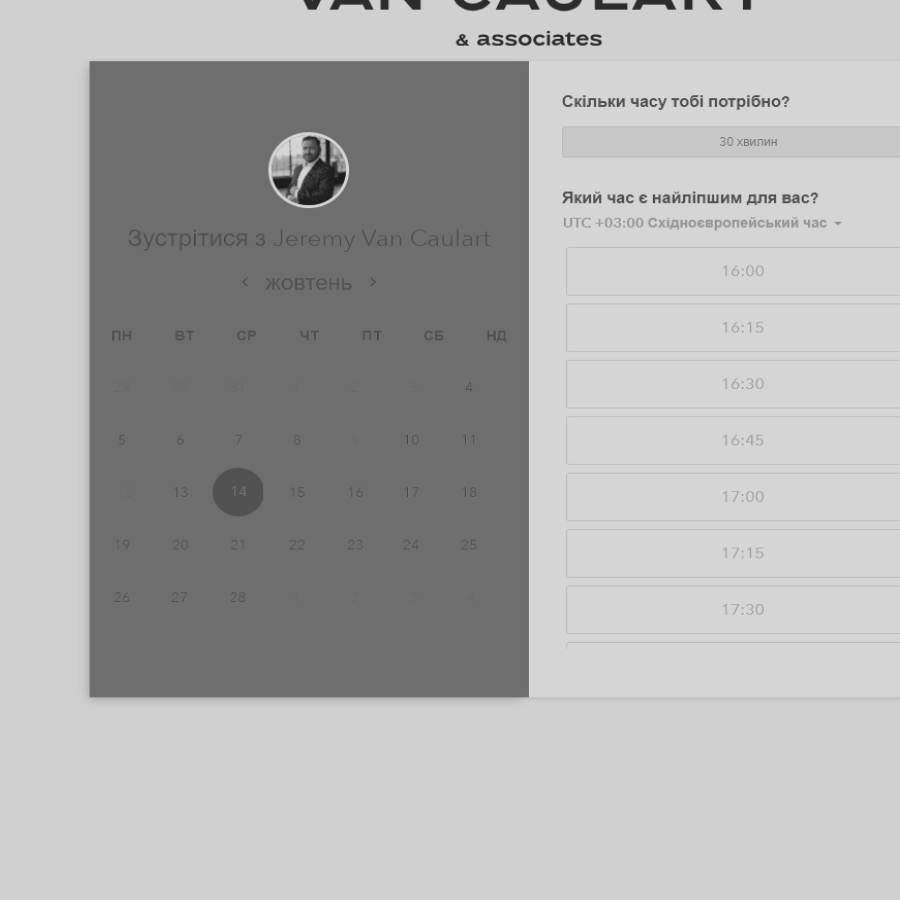 VAN CAULART
& associates
Зустрітися з Jeremy Van Caulart
жовтень
ПН ВТ СР ЧТ ПТ СБ НД
29 30 31 1 2 3 4
5 6 7 8 9 10 11
12 13 14 15 16 17 18
19 20 21 22 23 24 25
26 27 28 1 2 3 4
Скільки часу тобі потрібно?
30 хвилин
Який час є найліпшим для вас?
UTC +03:00 Східноєвропейський час
16:00
16:15
16:30
16:45
17:00
17:15
17:30